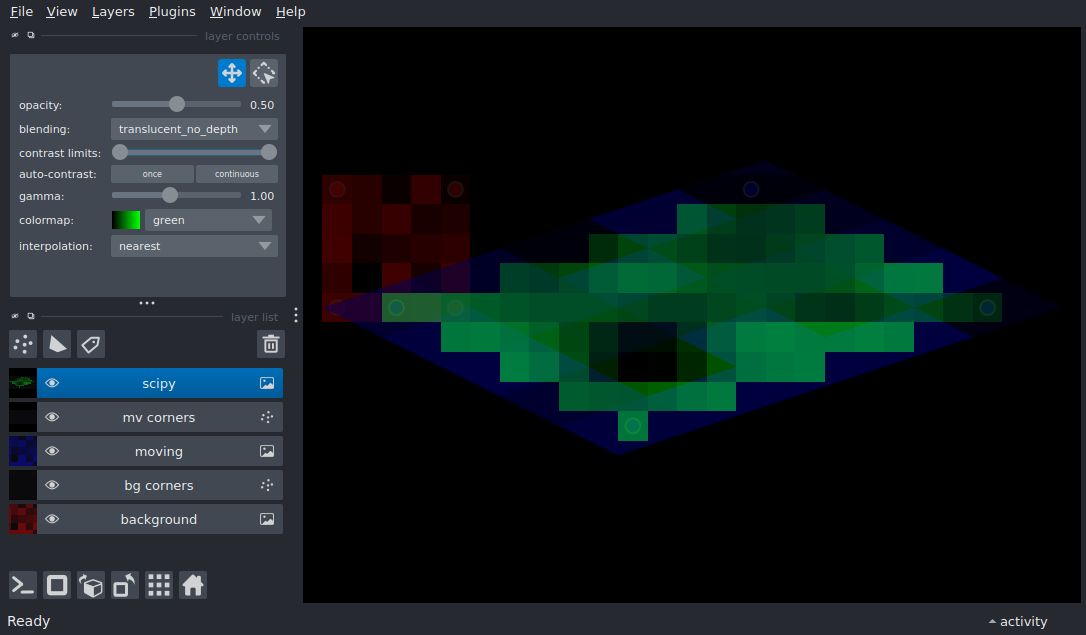 File View Layers Plugins Window Help
layer controls
opacity: 0.50
blending: translucent_no_depth
contrast limits:
auto-contrast: once continuous
gamma: 1.00
colormap: green
interpolation: nearest
layer list
scipy
mv corners
moving
bg corners
background
Ready activity